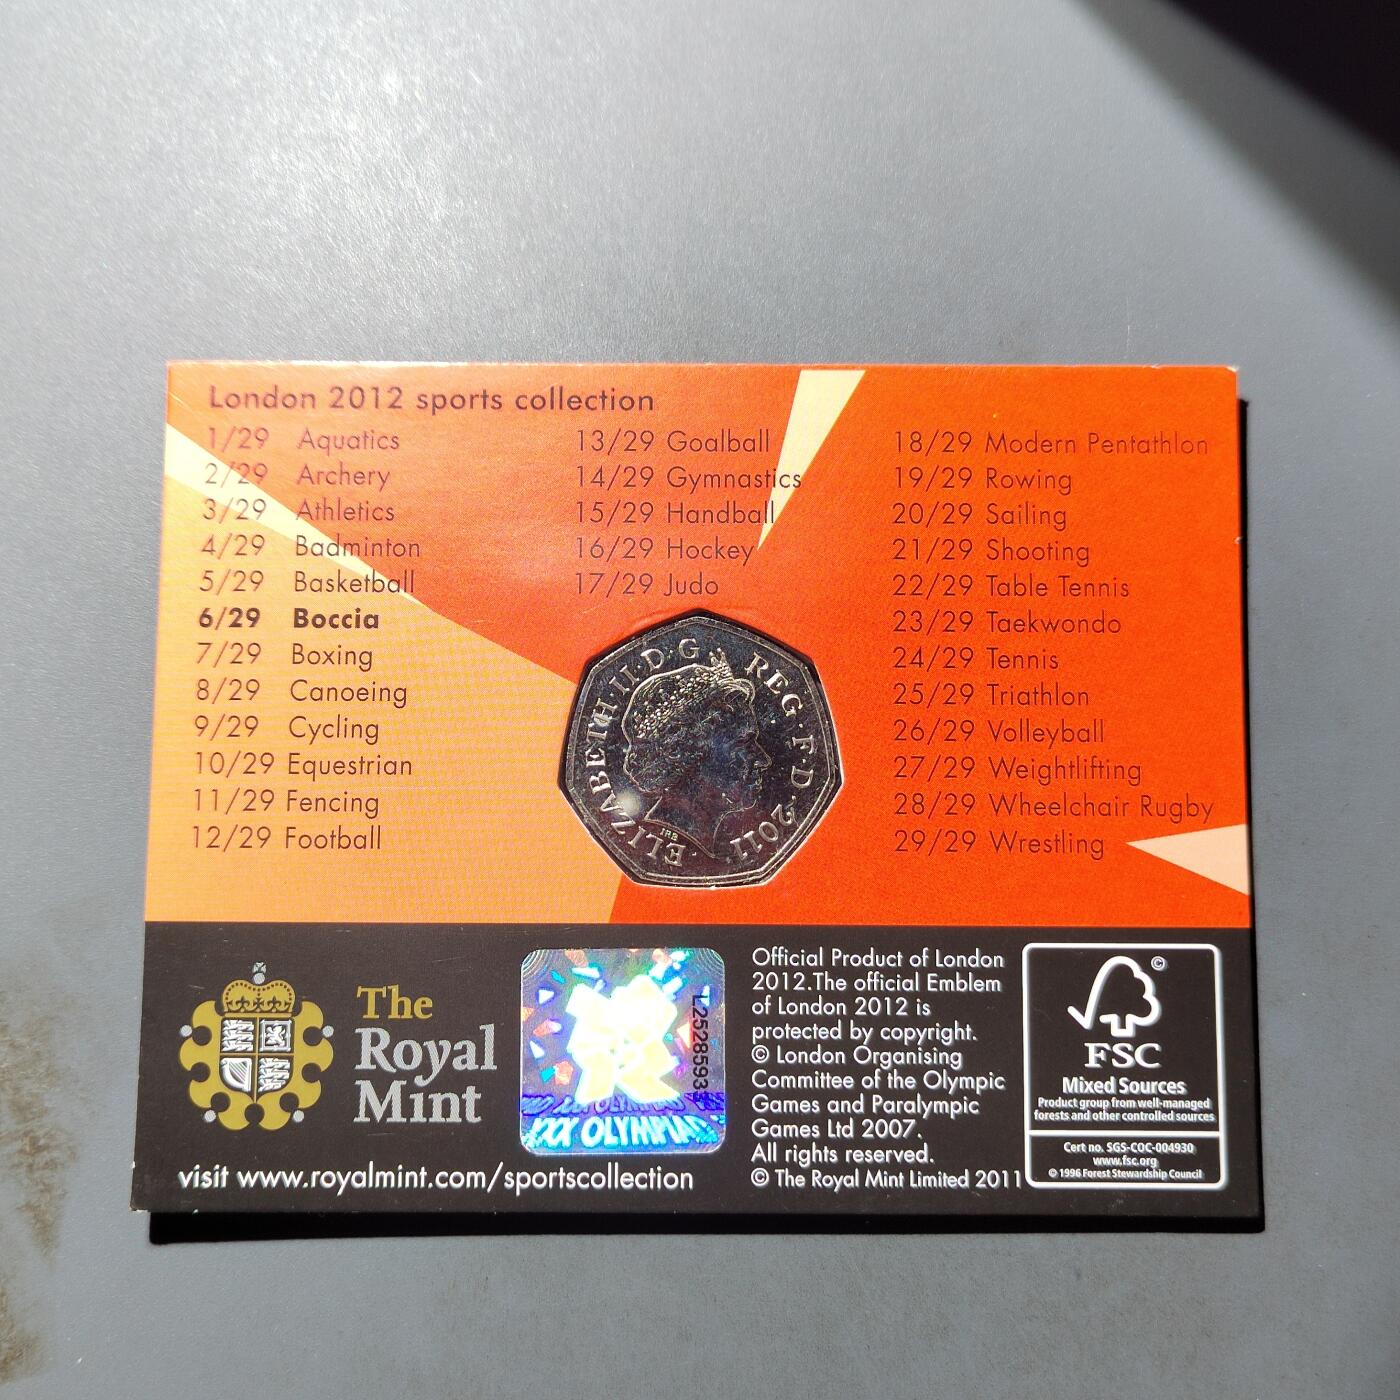 London 2012 sports collection
1/29 Aquatics
2/29 Archery
3/29 Athletics
4/29 Badminton
5/29 Basketball
6/29 Boccia
7/29 Boxing
8/29 Canoeing
9/29 Cycling
10/29 Equestrian
11/29 Fencing
12/29 Football
13/29 Goalball
14/29 Gymnastics
15/29 Handball
16/29 Hockey
17/29 Judo
18/29 Modern Pentathlon
19/29 Rowing
20/29 Sailing
21/29 Shooting
22/29 Table Tennis
23/29 Taekwondo
24/29 Tennis
25/29 Triathlon
26/29 Volleyball
27/29 Weightlifting
28/29 Wheelchair Rugby
29/29 Wrestling
ELIZABETH·II·D·G REG·F·D·2011·
IRB
The
Royal
Mint
visit www.royalmint.com/sportscollection
XXX OLYMPIA
Official Product of London
2012.The official Emblem
of London 2012 is
protected by copyright.
© London Organising
Committee of the Olympic
Games and Paralympic
Games Ltd 2007.
All rights reserved.
© The Royal Mint Limited 2011
©
FSC
Mixed Sources
Product group from well-managed
forests and other controlled sources
Cert no. SGS-COC-004930
www.fsc.org
© 1996 Forest Stewardship Council